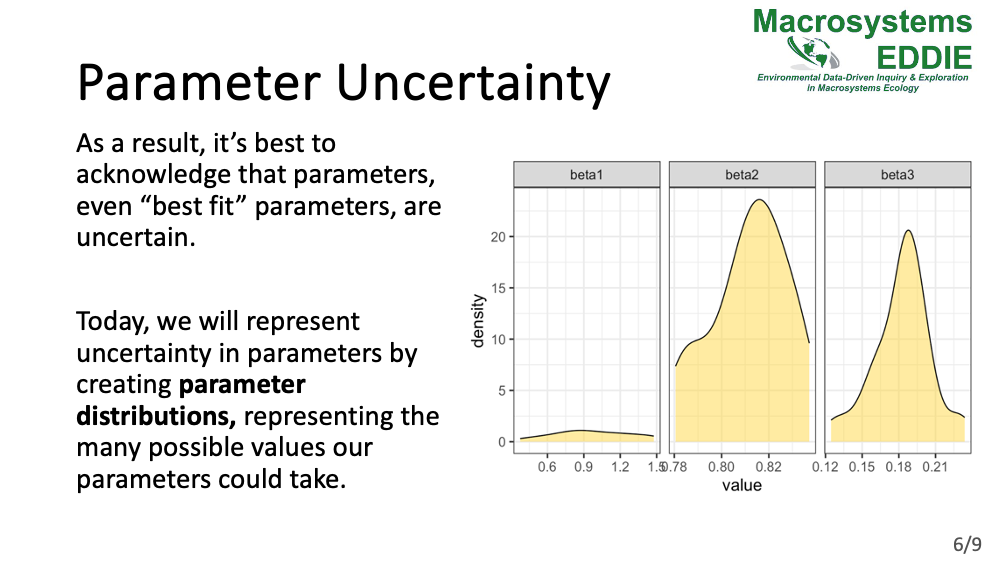 Macrosystems
EDDIE
Environmental Data-Driven Inquiry & Exploration
in Macrosystems Ecology
Parameter Uncertainty
As a result, it’s best to
acknowledge that parameters,
even “best fit” parameters, are
uncertain.
Today, we will represent
uncertainty in parameters by
creating parameter
distributions, representing the
many possible values our
parameters could take.
beta1 beta2 beta3
density
20
15
10
5
0
0.6 0.9 1.2 1.5 0.78 0.80 0.82 0.12 0.15 0.18 0.21
value
6/9